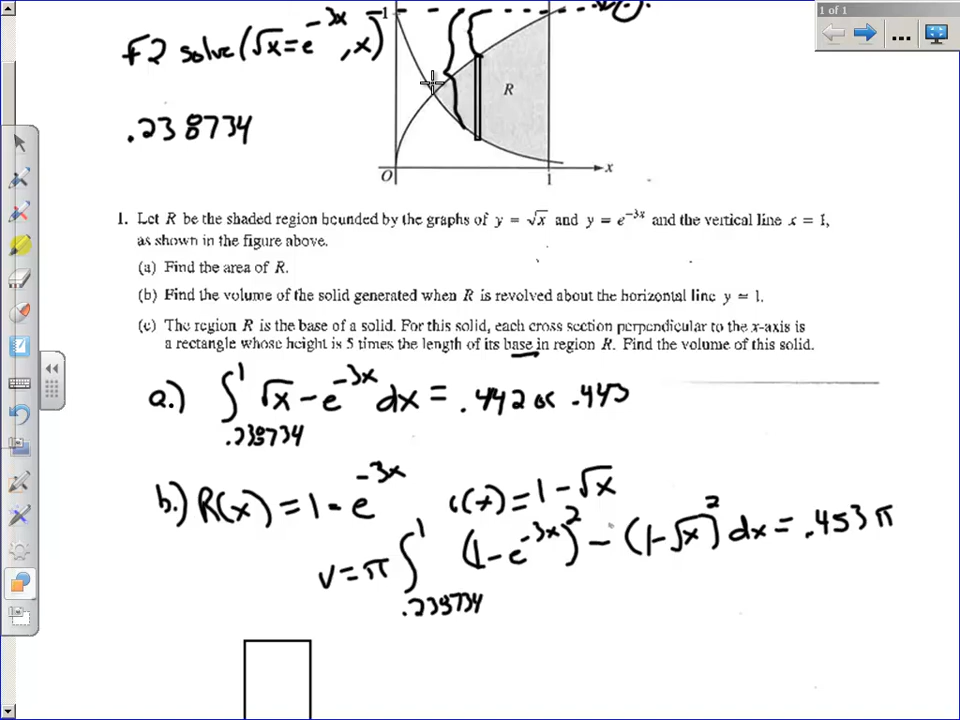 1 of 1
...
1
F2 solve(√x=e^-3x,x)
.238734
R
O
1
x
1. Let R be the shaded region bounded by the graphs of y = √x and y = e^-3x and the vertical line x = 1,
as shown in the figure above.
(a) Find the area of R.
(b) Find the volume of the solid generated when R is revolved about the horizontal line y = 1.
(c) The region R is the base of a solid. For this solid, each cross section perpendicular to the x-axis is
a rectangle whose height is 5 times the length of its base in region R. Find the volume of this solid.
a.) ∫_.238734^1 √x - e^-3x dx = .442 or .443
b.) R(x) = 1 - e^-3x r(x) = 1 - √x
v = π ∫_.238734^1 (1-e^-3x)^2 - (1-√x)^2 dx = .453 π